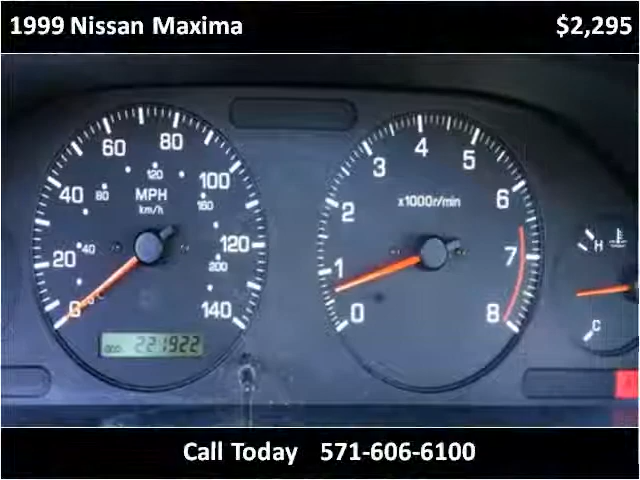 1999 Nissan Maxima $2,295
60 80
40 80 120 100
MPH
km/h 160
20 40 120
200
0 140
ODO 221922
4
3 5
2 x1000r/min 6
1 7
0 8
H
C
Call Today 571-606-6100